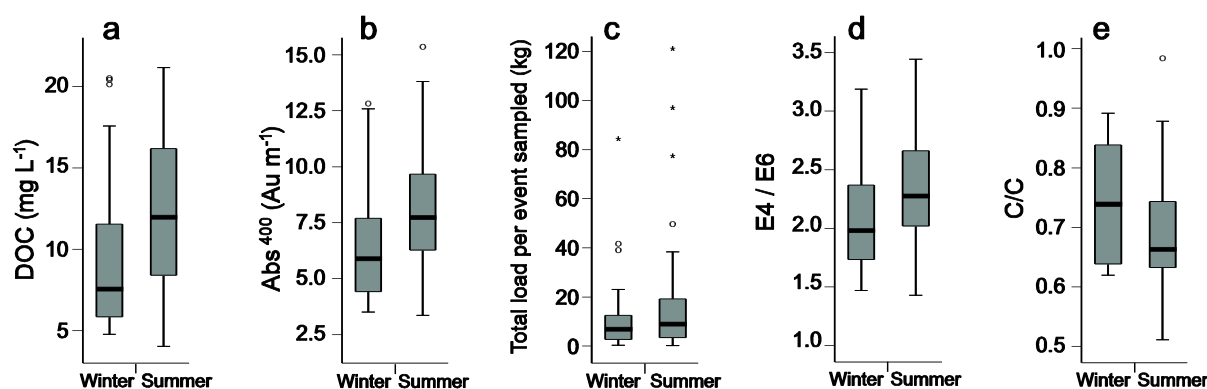 a
DOC (mg L-1)
20
15
10
5
Winter Summer
b
Abs 400 (Au m-1)
15.0
12.5
10.0
7.5
5.0
2.5
Winter Summer
c
Total load per event sampled (kg)
120
100
80
60
40
20
0
Winter Summer
d
E4 / E6
3.5
3.0
2.5
2.0
1.5
1.0
Winter Summer
e
C/C
1.0
0.9
0.8
0.7
0.6
0.5
Winter Summer